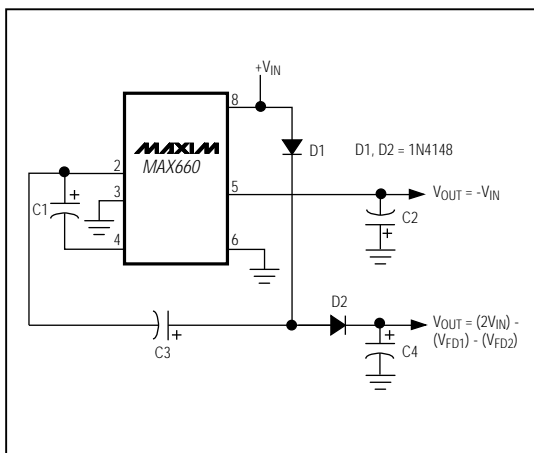 +VIN
8
MAXIM
MAX660
D1
D1, D2 = 1N4148
2
+
C1
3
5
VOUT = -VIN
C2
+
4
6
D2
+
VOUT = (2VIN) -
(VFD1) - (VFD2)
C3
+
C4